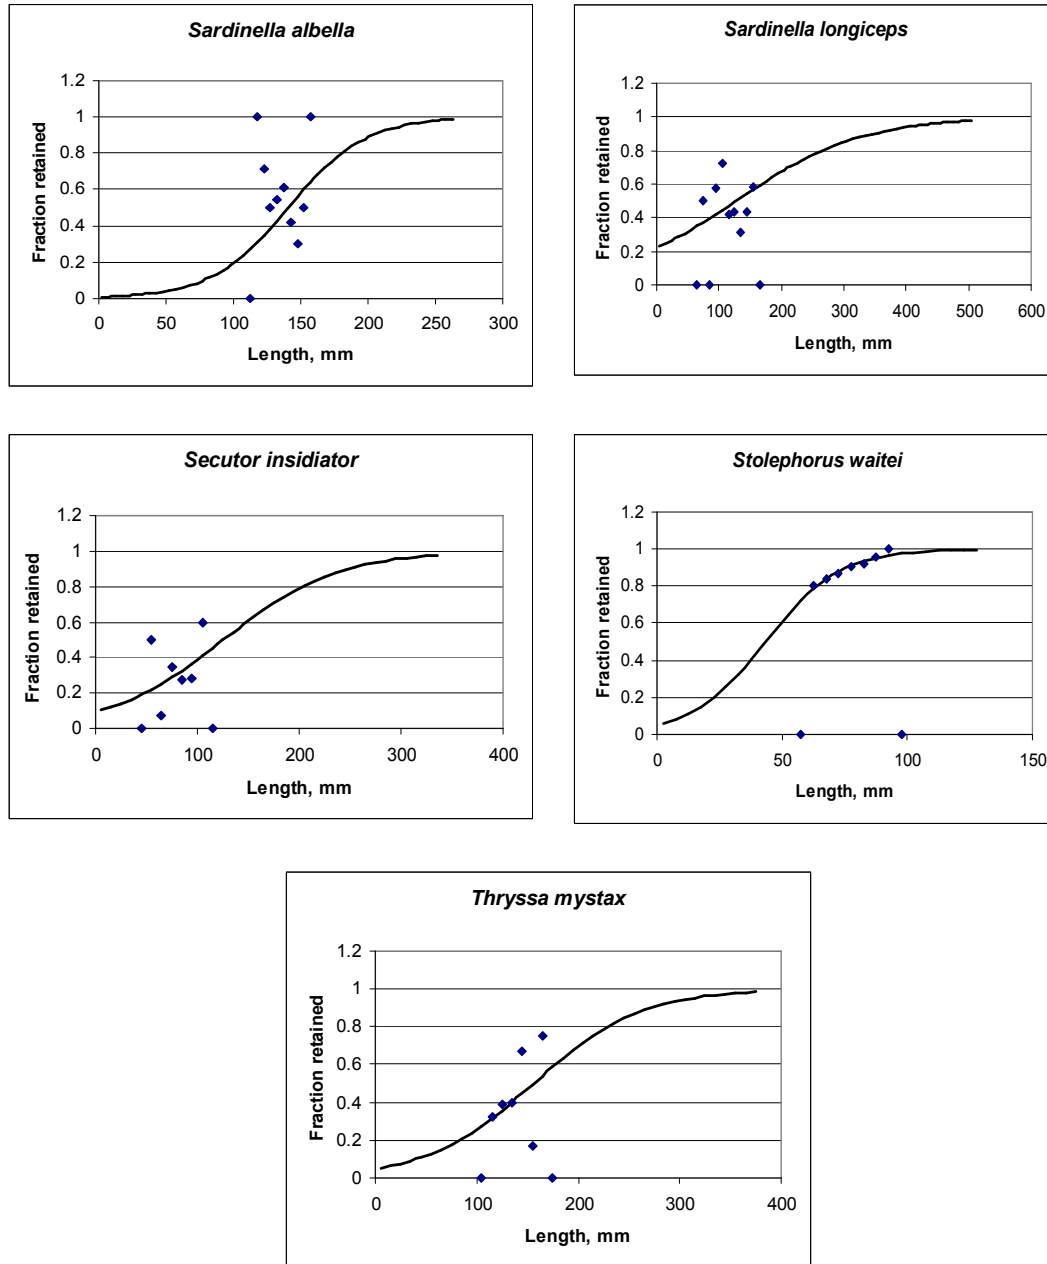 Sardinella albella
1.2
1
0.8
0.6
0.4
0.2
0
Fraction retained
0 50 100 150 200 250 300
Length, mm
Sardinella longiceps
1.2
1
0.8
0.6
0.4
0.2
0
Fraction retained
0 100 200 300 400 500 600
Length, mm
Secutor insidiator
1.2
1
0.8
0.6
0.4
0.2
0
Fraction retained
0 100 200 300 400
Length, mm
Stolephorus waitei
1.2
1
0.8
0.6
0.4
0.2
0
Fraction retained
0 50 100 150
Length, mm
Thryssa mystax
1.2
1
0.8
0.6
0.4
0.2
0
Fraction retained
0 100 200 300 400
Length, mm